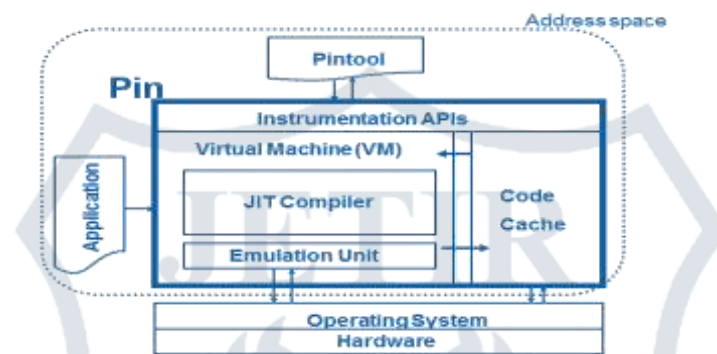 Address space
Pintool
Pin
Instrumentation APIs
Virtual Machine (VM)
Application
JIT Compiler
Code
Cache
Emulation Unit
Operating System
Hardware
JETIR